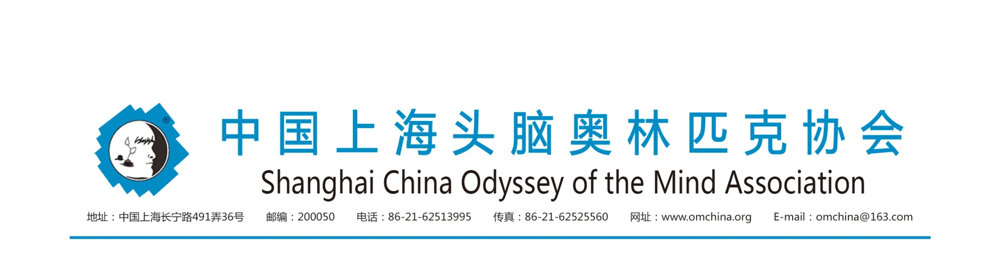 ®
中国上海头脑奥林匹克协会
Shanghai China Odyssey of the Mind Association
地址：中国上海长宁路491弄36号 邮编：200050 电话：86-21-62513995 传真：86-21-62525560 网址：www.omchina.org E-mail：omchina@163.com